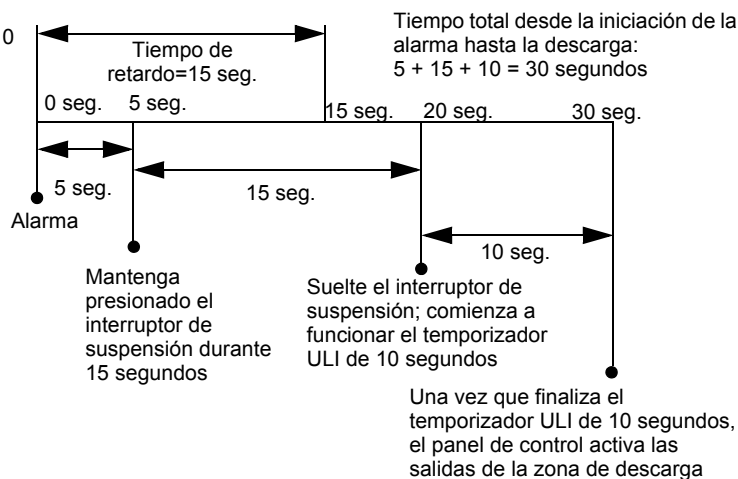 0
Tiempo de
retardo=15 seg.
Tiempo total desde la iniciación de la
alarma hasta la descarga:
5 + 15 + 10 = 30 segundos
0 seg.
5 seg.
15 seg.
20 seg.
30 seg.
5 seg.
15 seg.
Alarma
10 seg.
Mantenga
presionado el
interruptor de
suspensión durante
15 segundos
Suelte el interruptor de
suspensión; comienza a
funcionar el temporizador
ULI de 10 segundos
Una vez que finaliza el
temporizador ULI de 10 segundos,
el panel de control activa las
salidas de la zona de descarga